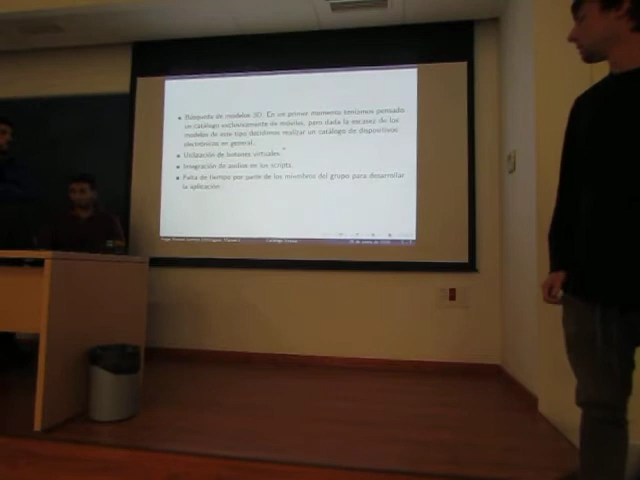 Búsqueda de modelos 3D. En un primer momento teníamos pensado
un catálogo exclusivamente de móviles, pero dada la escasez de los
modelos de este tipo decidimos realizar un catálogo de dispositivos
electrónicos en general.
Utilización de botones virtuales.
Integración de audios en los scripts.
Falta de tiempo por parte de los miembros del grupo para desarrollar
la aplicación.